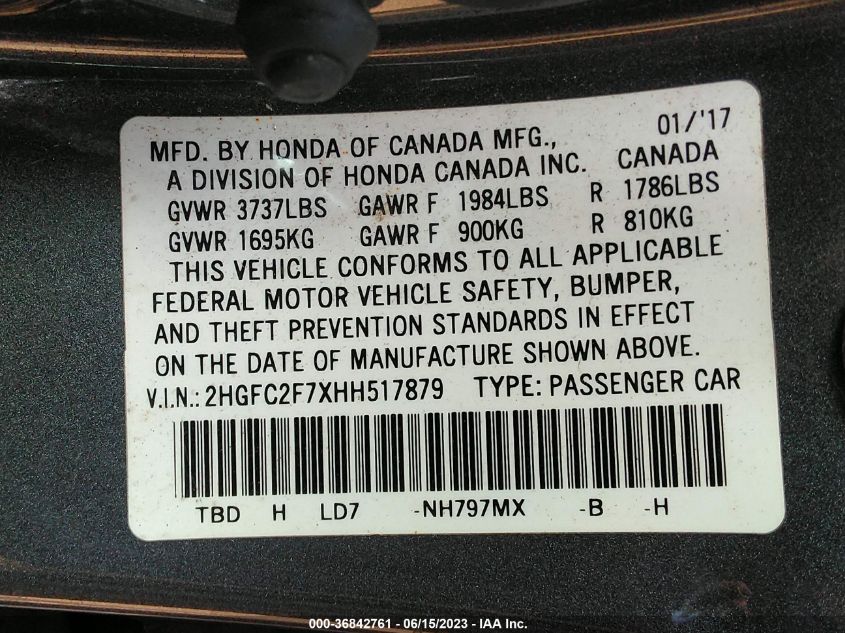 MFD. BY HONDA OF CANADA MFG., 01/'17
A DIVISION OF HONDA CANADA INC. CANADA
GVWR 3737LBS GAWR F 1984LBS R 1786LBS
GVWR 1695KG GAWR F 900KG R 810KG
THIS VEHICLE CONFORMS TO ALL APPLICABLE
FEDERAL MOTOR VEHICLE SAFETY, BUMPER,
AND THEFT PREVENTION STANDARDS IN EFFECT
ON THE DATE OF MANUFACTURE SHOWN ABOVE.
V.I.N.: 2HGFC2F7XHH517879 TYPE: PASSENGER CAR
TBD H LD7 -NH797MX -B -H
000-36842761 - 06/15/2023 - IAA Inc.